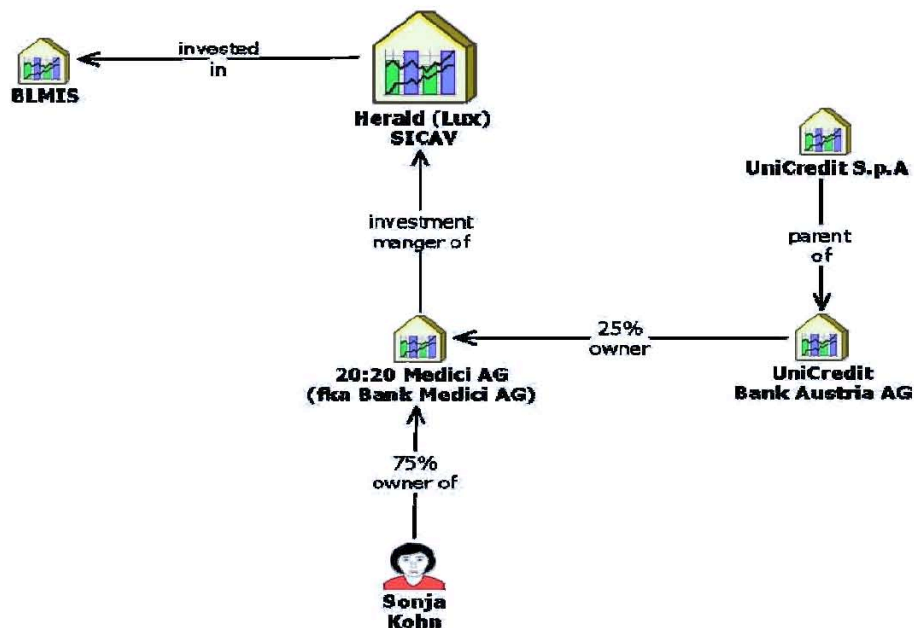 invested
in
BLMIS
Herald (Lux)
SICAV
UniCredit S.p.A
investment
manger of
parent
of
25%
owner
20:20 Medici AG
(fka Bank Medici AG)
UniCredit
Bank Austria AG
75%
owner of
Sonja
Kohn